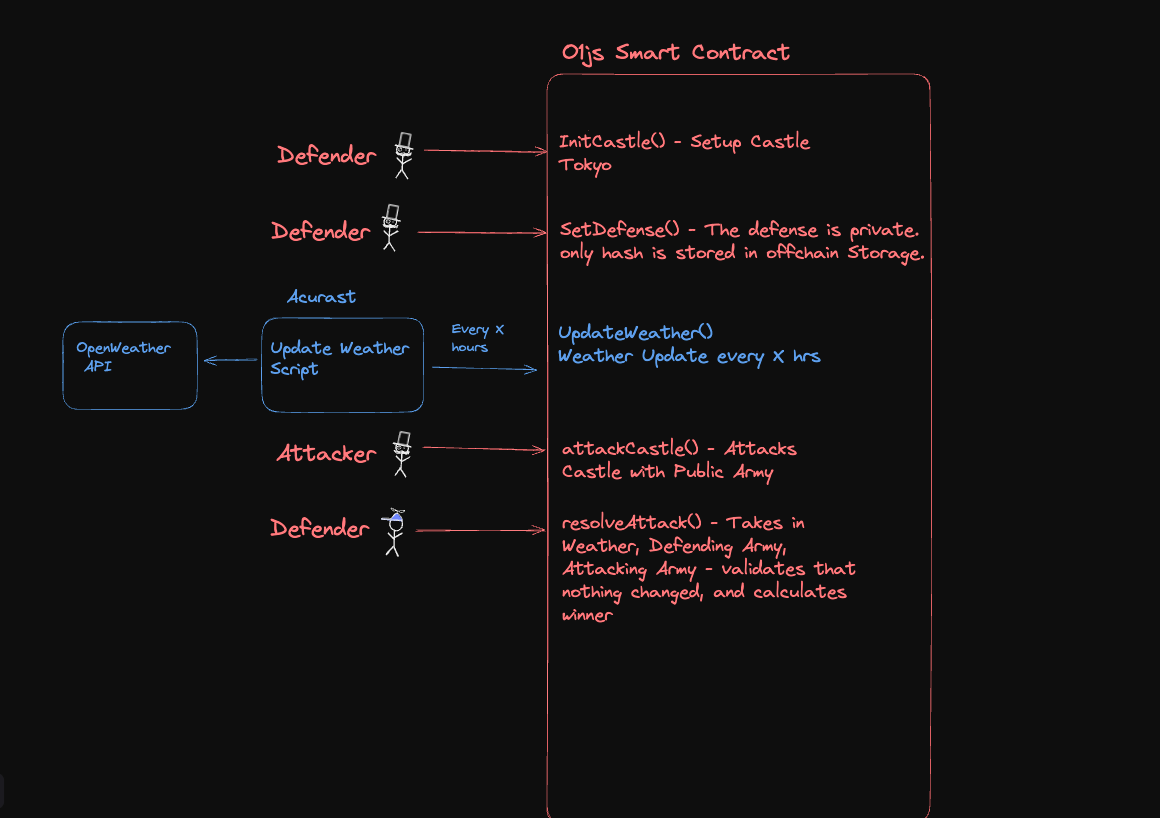 O1js Smart Contract
Defender
InitCastle() - Setup Castle
Tokyo
Defender
SetDefense() - The defense is private.
only hash is stored in offchain Storage.
Acurast
OpenWeather
API
Update Weather
Script
Every X
hours
UpdateWeather()
Weather Update every X hrs
Attacker
attackCastle() - Attacks
Castle with Public Army
Defender
resolveAttack() - Takes in
Weather, Defending Army,
Attacking Army - validates that
nothing changed, and calculates
winner